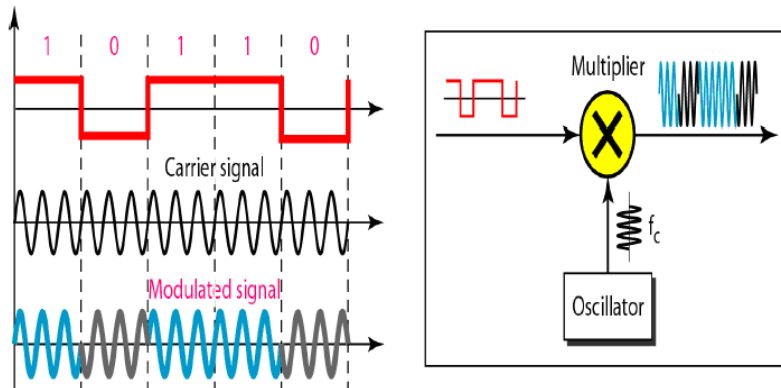 1 0 1 1 0
Carrier signal
Modulated signal
Multiplier
fc
Oscillator